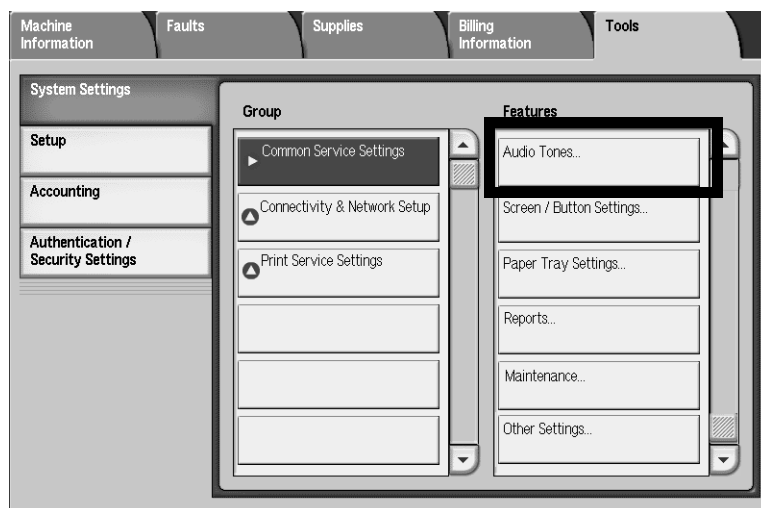 Machine
Information
Faults
Supplies
Billing
Information
Tools
System Settings
Setup
Accounting
Authentication /
Security Settings
Group
Common Service Settings
Connectivity & Network Setup
Print Service Settings
Features
Audio Tones...
Screen / Button Settings...
Paper Tray Settings...
Reports...
Maintenance...
Other Settings...